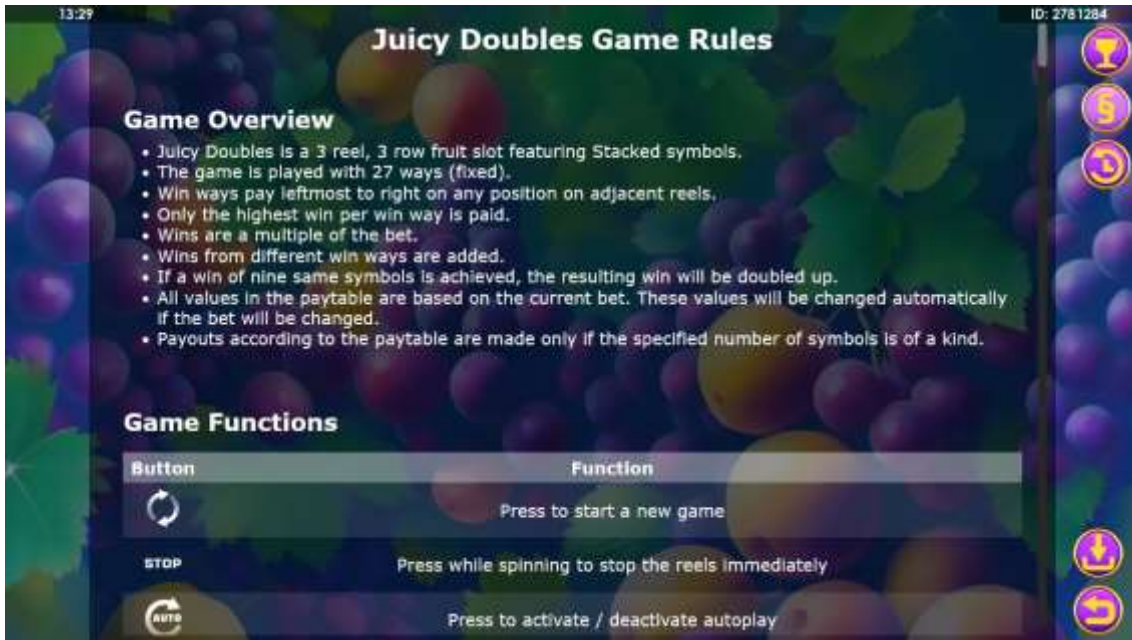 13:29
ID: 2781284
Juicy Doubles Game Rules
Game Overview
• Juicy Doubles is a 3 reel, 3 row fruit slot featuring Stacked symbols.
• The game is played with 27 ways (fixed).
• Win ways pay leftmost to right on any position on adjacent reels.
• Only the highest win per win way is paid.
• Wins are a multiple of the bet.
• Wins from different win ways are added.
• If a win of nine same symbols is achieved, the resulting win will be doubled up.
• All values in the paytable are based on the current bet. These values will be changed automatically
if the bet will be changed.
• Payouts according to the paytable are made only if the specified number of symbols is of a kind.
Game Functions
Button Function
Press to start a new game
STOP Press while spinning to stop the reels immediately
AUTO Press to activate / deactivate autoplay
§